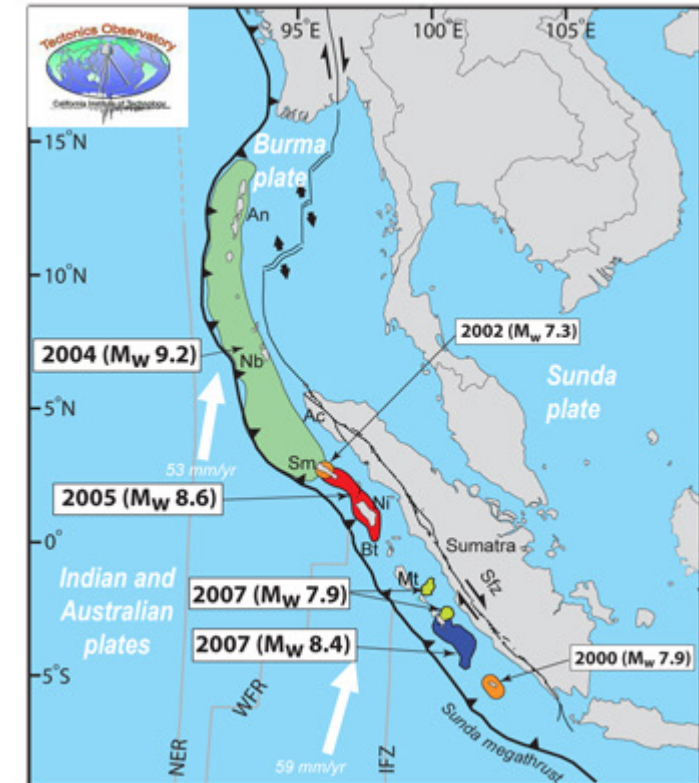 Tectonics Observatory
California Institute of Technology
95°E
100°E
105°E
15°N
Burma
plate
An
10°N
2002 (Mw 7.3)
2004 (Mw 9.2)
Nb
Sunda
plate
5°N
Ac
53 mm/yr
Sm
2005 (Mw 8.6)
Ni
0°
Bt
Sumatra
Indian and
Australian
plates
Mt
Sfz
2007 (Mw 7.9)
2007 (Mw 8.4)
2000 (Mw 7.9)
5°S
WFR
NER
59 mm/yr
IFZ
Sunda megathrust